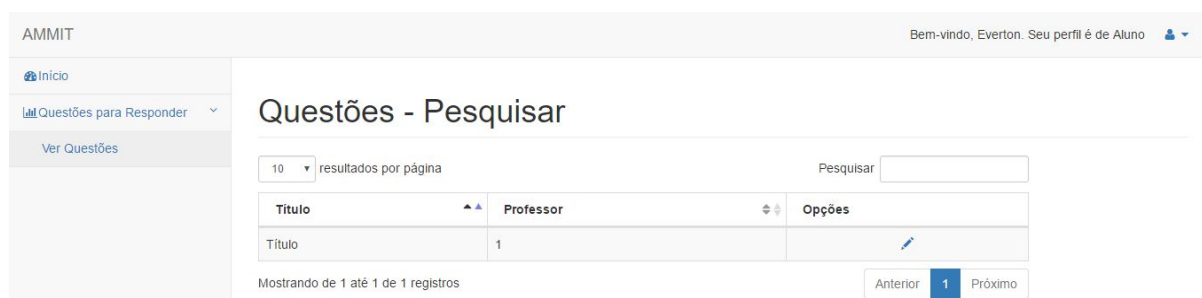 AMMIT
Bem-vindo, Everton. Seu perfil é de Aluno
Início
Questões para Responder
Ver Questões
Questões - Pesquisar
10 resultados por página
Pesquisar
Título Professor Opções
Título 1
Mostrando de 1 até 1 de 1 registros
Anterior 1 Próximo